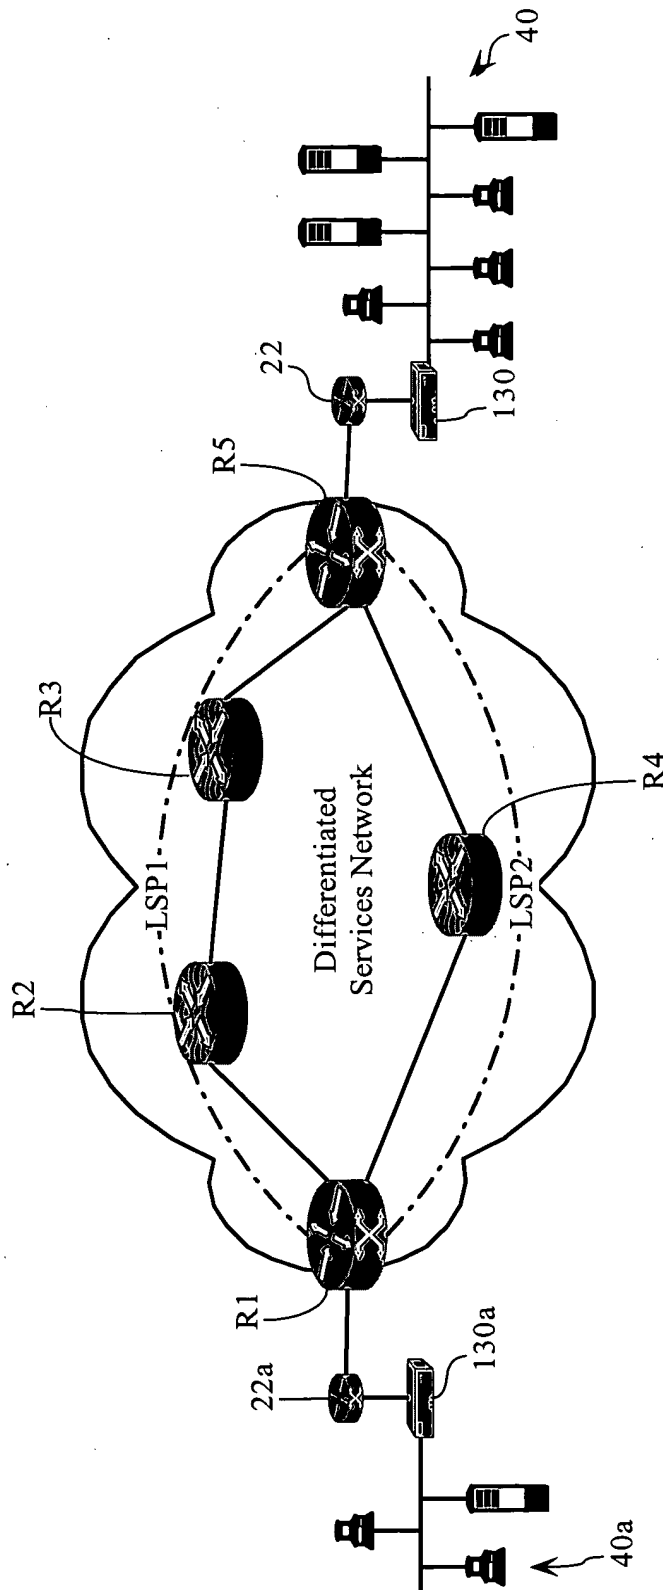 40
22
130
R5
R3
LSP1
Differentiated
Services Network
R4
LSP2
R2
R1
22a
130a
40a